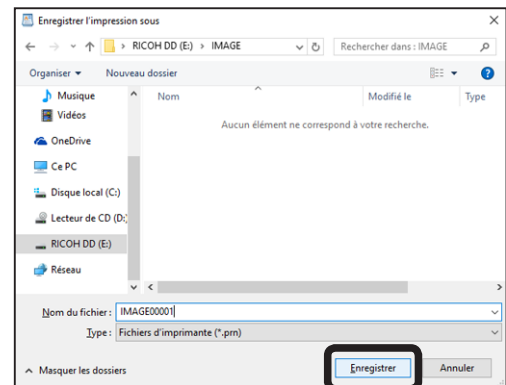 Enregistrer l'impression sous
RICOH DD (E:) > IMAGE
Rechercher dans : IMAGE
Organiser
Nouveau dossier
Nom
Modifié le
Type
Aucun élément ne correspond à votre recherche.
Musique
Vidéos
OneDrive
Ce PC
Disque local (C:)
Lecteur de CD (D:)
RICOH DD (E:)
Réseau
Nom du fichier : IMAGE00001
Type : Fichiers d'imprimante (*.prn)
Masquer les dossiers
Enregistrer
Annuler